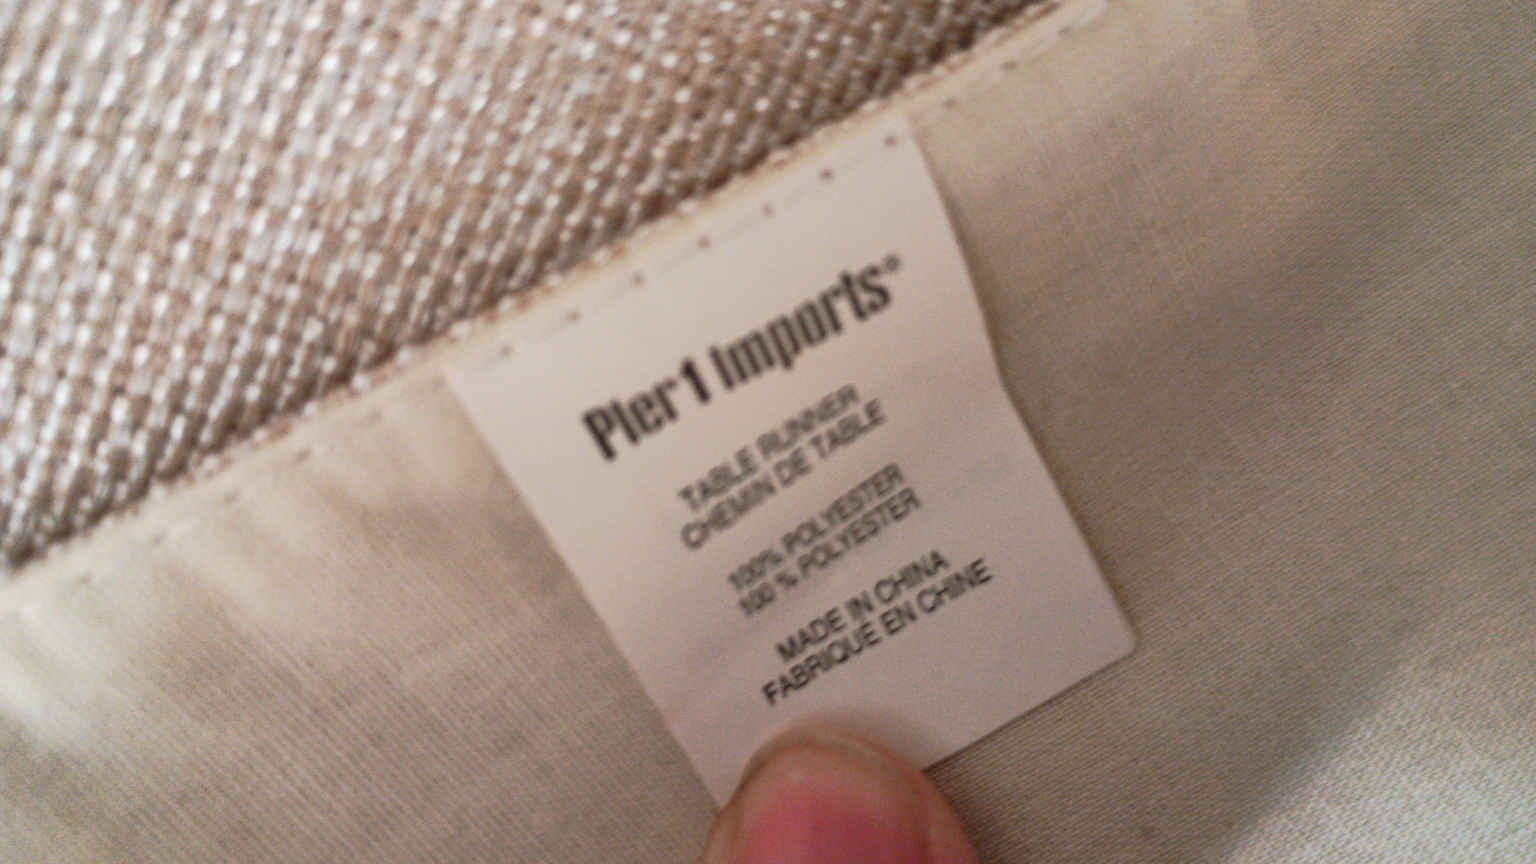 Pier 1 imports®
TABLE RUNNER
CHEMIN DE TABLE
100% POLYESTER
100 % POLYESTER
MADE IN CHINA
FABRIQUÉ EN CHINE